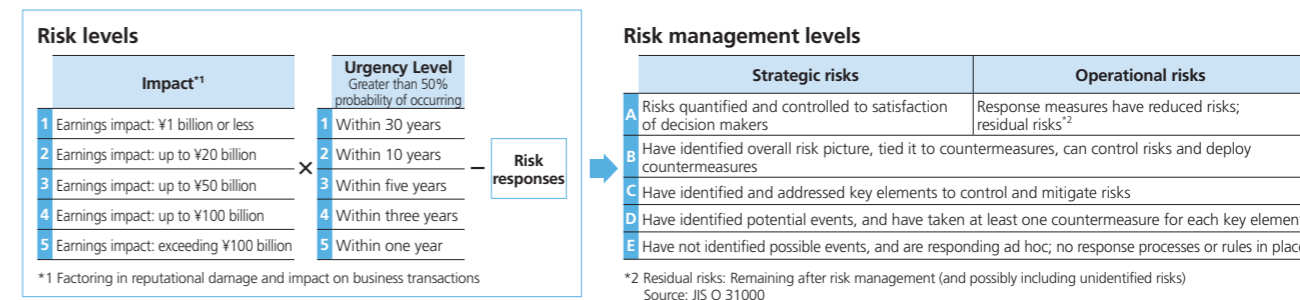 Risk levels
Impact*1
Urgency Level
Greater than 50%
probability of occurring
1 Earnings impact: ¥1 billion or less
1 Within 30 years
2 Earnings impact: up to ¥20 billion
2 Within 10 years
3 Earnings impact: up to ¥50 billion
3 Within five years
4 Earnings impact: up to ¥100 billion
4 Within three years
5 Earnings impact: exceeding ¥100 billion
5 Within one year
×
−
Risk
responses
*1 Factoring in reputational damage and impact on business transactions
Risk management levels
Strategic risks
Operational risks
A Risks quantified and controlled to satisfaction
of decision makers
Response measures have reduced risks;
residual risks*2
B Have identified overall risk picture, tied it to countermeasures, can control risks and deploy
countermeasures
C Have identified and addressed key elements to control and mitigate risks
D Have identified potential events, and have taken at least one countermeasure for each key element
E Have not identified possible events, and are responding ad hoc; no response processes or rules in place
*2 Residual risks: Remaining after risk management (and possibly including unidentified risks)
Source: JIS Q 31000